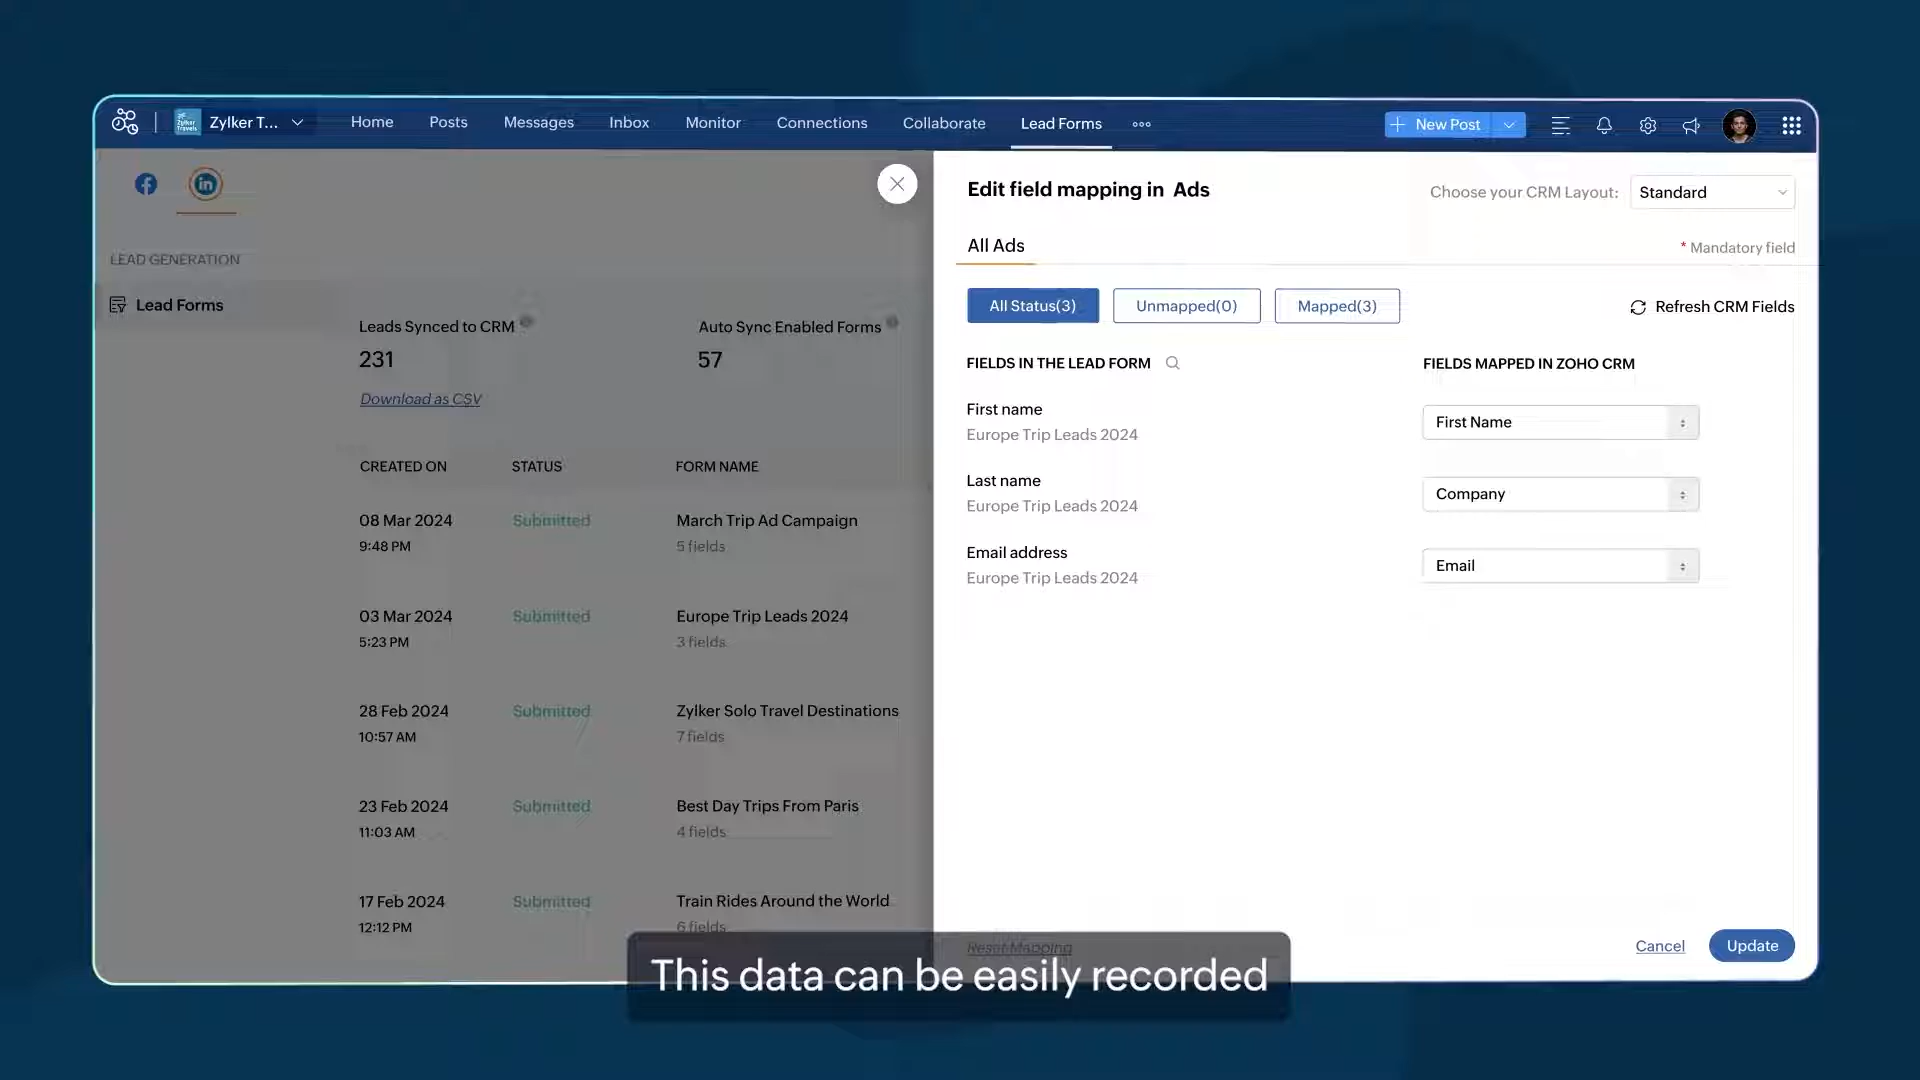 Zylker Travels
Zylker T...
Home
Posts
Messages
Inbox
Monitor
Connections
Collaborate
Lead Forms
New Post
LEAD GENERATION
Lead Forms
Leads Synced to CRM
231
Download as CSV
Auto Sync Enabled Forms
57
CREATED ON STATUS FORM NAME
08 Mar 2024 Submitted March Trip Ad Campaign
9:48 PM 5 fields
03 Mar 2024 Submitted Europe Trip Leads 2024
5:23 PM 3 fields
28 Feb 2024 Submitted Zylker Solo Travel Destinations
10:57 AM 7 fields
23 Feb 2024 Submitted Best Day Trips From Paris
11:03 AM 4 fields
17 Feb 2024 Submitted Train Rides Around the World
12:12 PM 6 fields
Edit field mapping in Ads
Choose your CRM Layout: Standard
All Ads
* Mandatory field
All Status(3) Unmapped(0) Mapped(3)
Refresh CRM Fields
FIELDS IN THE LEAD FORM FIELDS MAPPED IN ZOHO CRM
First name
Europe Trip Leads 2024
First Name
Last name
Europe Trip Leads 2024
Company
Email address
Europe Trip Leads 2024
Email
Reset Mapping
Cancel
Update
This data can be easily recorded